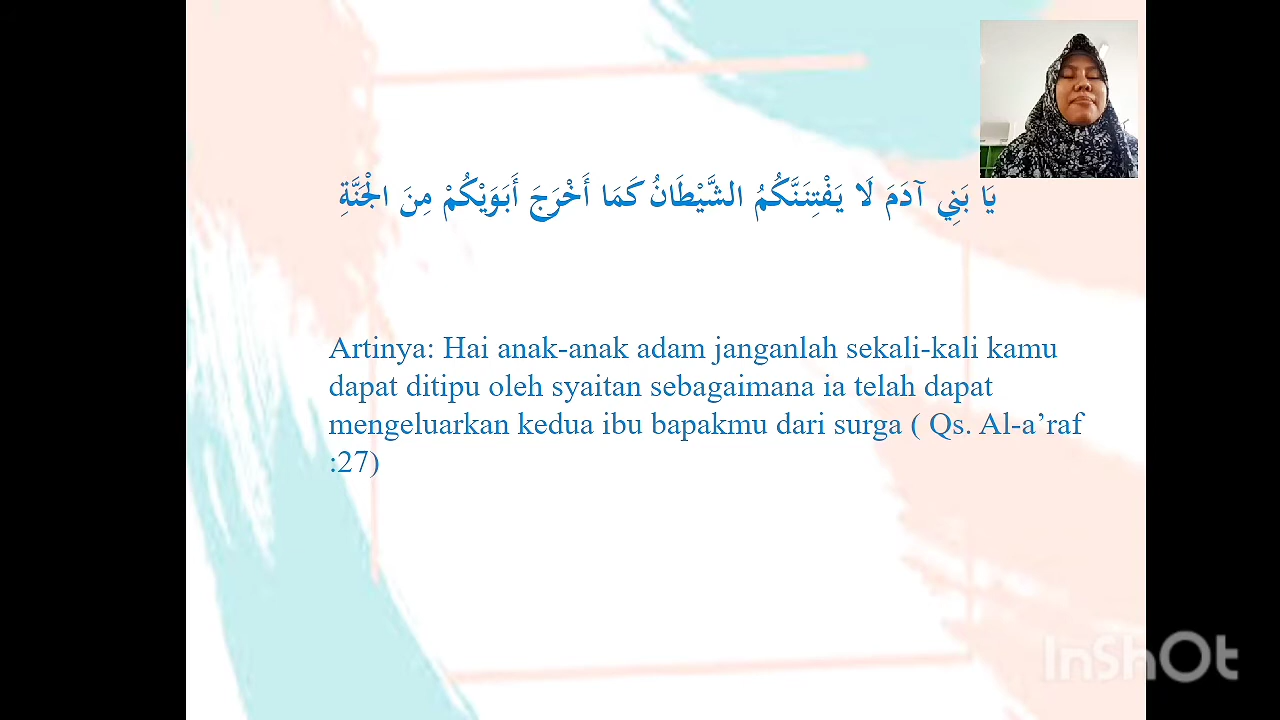 يَا بَنِي آدَمَ لَا يَفْتِنَنَّكُمُ الشَّيْطَانُ كَمَا أَخْرَجَ أَبَوَيْكُمْ مِنَ الْجَنَّةِ
Artinya: Hai anak-anak adam janganlah sekali-kali kamu
dapat ditipu oleh syaitan sebagaimana ia telah dapat
mengeluarkan kedua ibu bapakmu dari surga ( Qs. Al-a’raf
:27)
InShOt